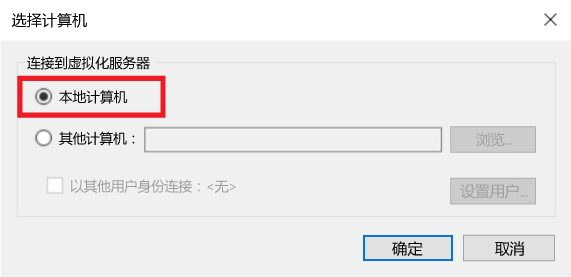 选择计算机
连接到虚拟化服务器
本地计算机
其他计算机：
浏览...
以其他用户身份连接：<无>
设置用户...
确定
取消